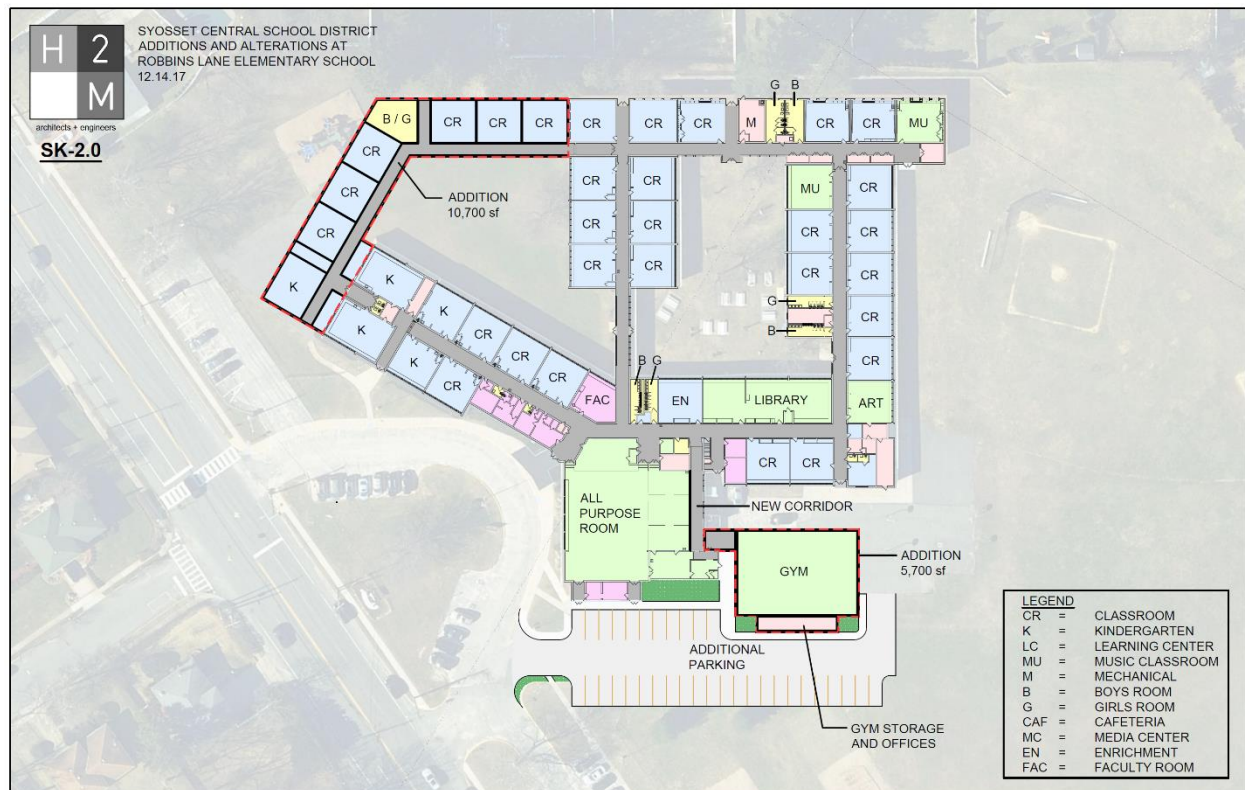 H 2
M
architects + engineers
SK-2.0
SYOSSET CENTRAL SCHOOL DISTRICT
ADDITIONS AND ALTERATIONS AT
ROBBINS LANE ELEMENTARY SCHOOL
12.14.17
G B
B / G CR CR CR CR CR CR M CR CR MU
CR
CR
CR
K
ADDITION
10,700 sf
CR CR MU CR
CR CR CR CR
CR CR CR CR
G
B
CR
CR
K K CR CR CR FAC
K K CR
B G
EN LIBRARY ART
CR CR
ALL
PURPOSE
ROOM
NEW CORRIDOR
GYM
ADDITION
5,700 sf
ADDITIONAL
PARKING
GYM STORAGE
AND OFFICES
LEGEND
CR = CLASSROOM
K = KINDERGARTEN
LC = LEARNING CENTER
MU = MUSIC CLASSROOM
M = MECHANICAL
B = BOYS ROOM
G = GIRLS ROOM
CAF = CAFETERIA
MC = MEDIA CENTER
EN = ENRICHMENT
FAC = FACULTY ROOM